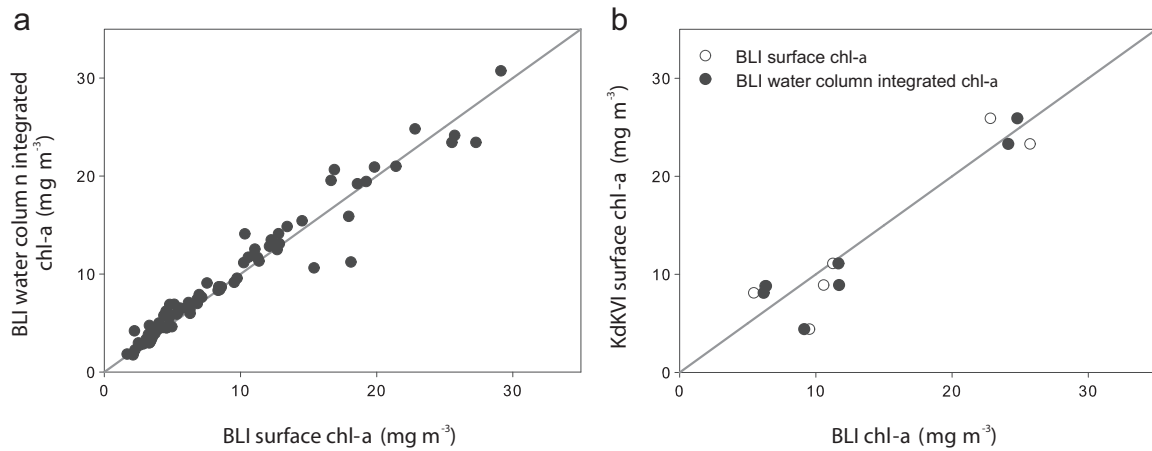 a
BLI water column integrated
chl-a (mg m⁻³)
30
20
10
0
0 10 20 30
BLI surface chl-a (mg m⁻³)
b
BLI surface chl-a
BLI water column integrated chl-a
KdKVI surface chl-a (mg m⁻³)
30
20
10
0
0 10 20 30
BLI chl-a (mg m⁻³)